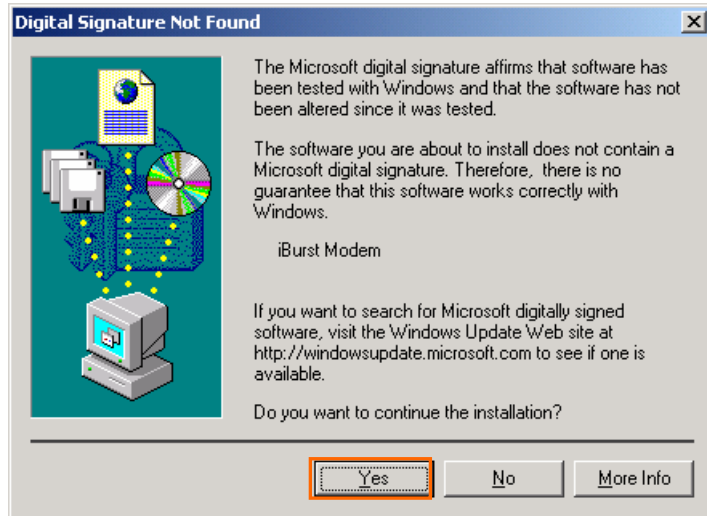 Digital Signature Not Found
The Microsoft digital signature affirms that software has
been tested with Windows and that the software has not
been altered since it was tested.
The software you are about to install does not contain a
Microsoft digital signature. Therefore,  there is no
guarantee that this software works correctly with
Windows.
iBurst Modem
If you want to search for Microsoft digitally signed
software, visit the Windows Update Web site at
http://windowsupdate.microsoft.com to see if one is
available.
Do you want to continue the installation?
Yes
No
More Info